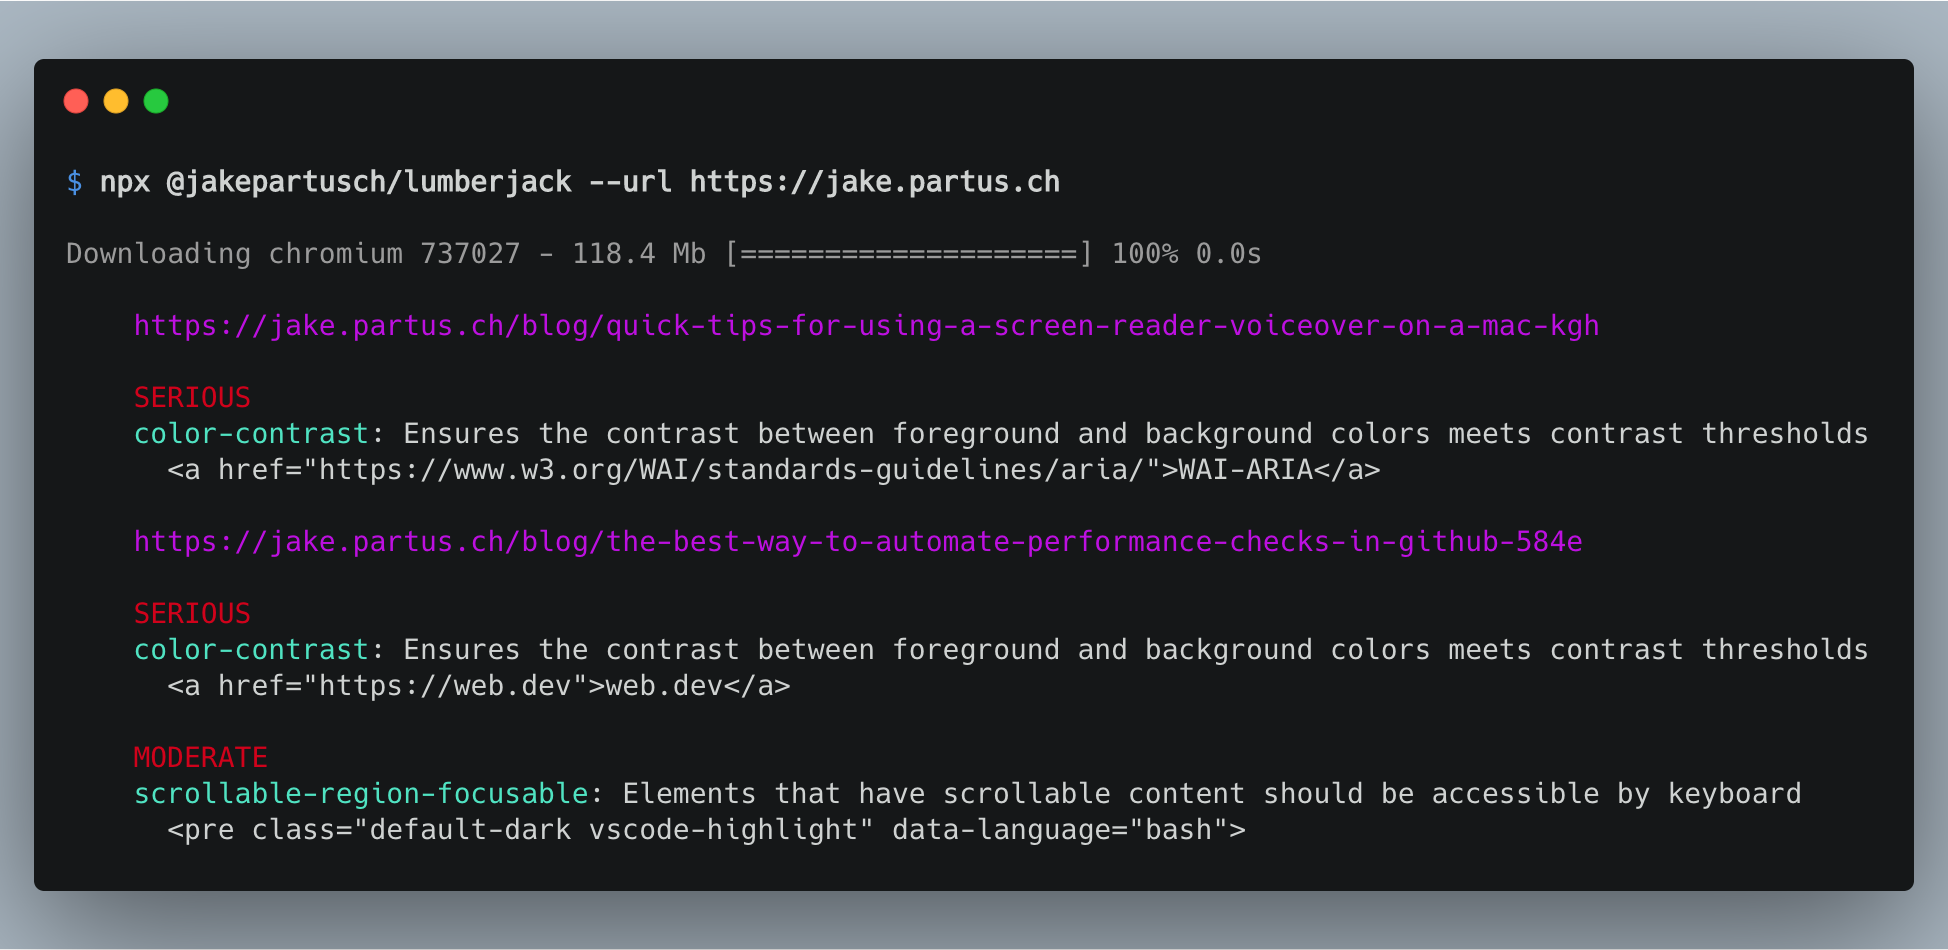 $ npx @jakepartusch/lumberjack --url https://jake.partus.ch
Downloading chromium 737027 - 118.4 Mb [====================] 100% 0.0s
https://jake.partus.ch/blog/quick-tips-for-using-a-screen-reader-voiceover-on-a-mac-kgh
SERIOUS
color-contrast: Ensures the contrast between foreground and background colors meets contrast thresholds
<a href="https://www.w3.org/WAI/standards-guidelines/aria/">WAI-ARIA</a>
https://jake.partus.ch/blog/the-best-way-to-automate-performance-checks-in-github-584e
SERIOUS
color-contrast: Ensures the contrast between foreground and background colors meets contrast thresholds
<a href="https://web.dev">web.dev</a>
MODERATE
scrollable-region-focusable: Elements that have scrollable content should be accessible by keyboard
<pre class="default-dark vscode-highlight" data-language="bash">